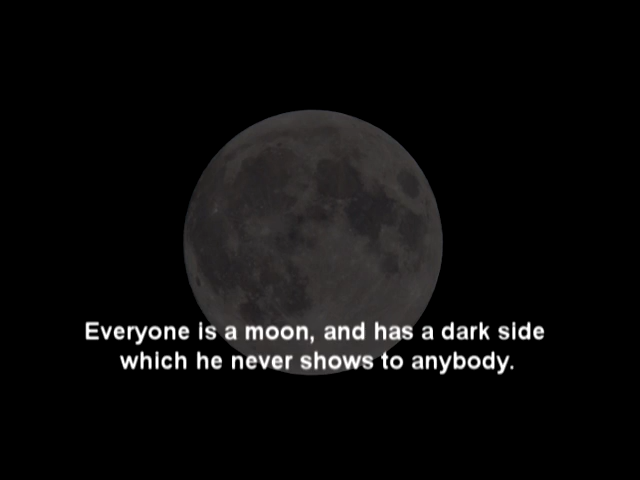 Everyone is a moon, and has a dark side
which he never shows to anybody.